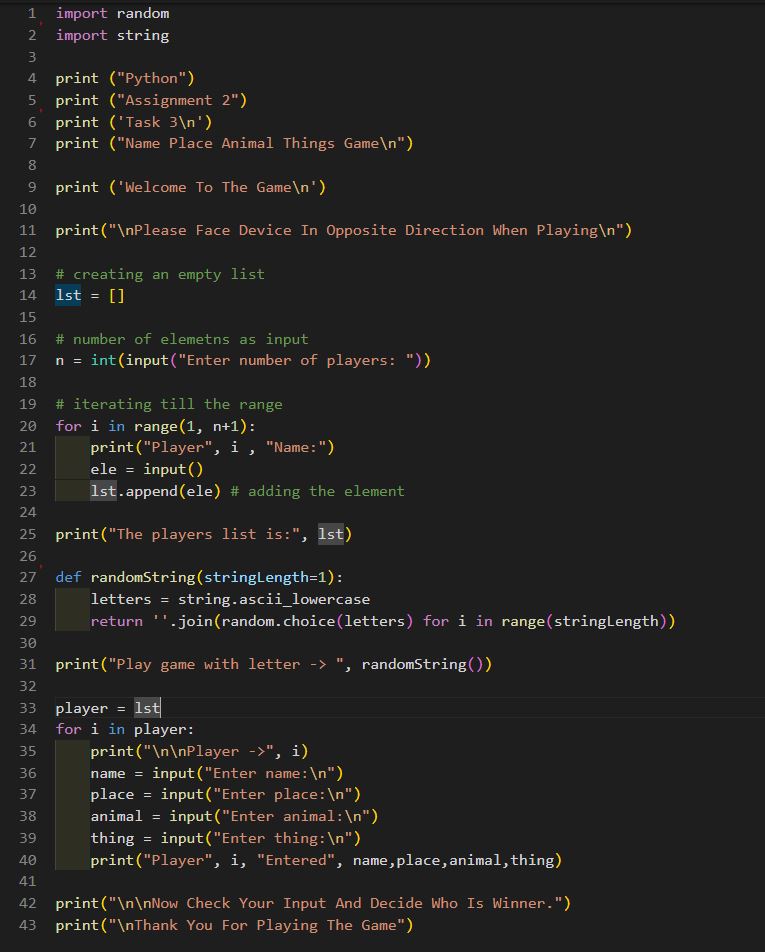 1 import random
2 import string
3
4 print ("Python")
5 print ("Assignment 2")
6 print ('Task 3\n')
7 print ("Name Place Animal Things Game\n")
8
9 print ('Welcome To The Game\n')
10
11 print("\nPlease Face Device In Opposite Direction When Playing\n")
12
13 # creating an empty list
14 lst = []
15
16 # number of elemetns as input
17 n = int(input("Enter number of players: "))
18
19 # iterating till the range
20 for i in range(1, n+1):
21     print("Player", i , "Name:")
22     ele = input()
23     lst.append(ele) # adding the element
24
25 print("The players list is:", lst)
26
27 def randomString(stringLength=1):
28     letters = string.ascii_lowercase
29     return ''.join(random.choice(letters) for i in range(stringLength))
30
31 print("Play game with letter -> ", randomString())
32
33 player = lst
34 for i in player:
35     print("\n\nPlayer ->", i)
36     name = input("Enter name:\n")
37     place = input("Enter place:\n")
38     animal = input("Enter animal:\n")
39     thing = input("Enter thing:\n")
40     print("Player", i, "Entered", name,place,animal,thing)
41
42 print("\n\nNow Check Your Input And Decide Who Is Winner.")
43 print("\nThank You For Playing The Game")